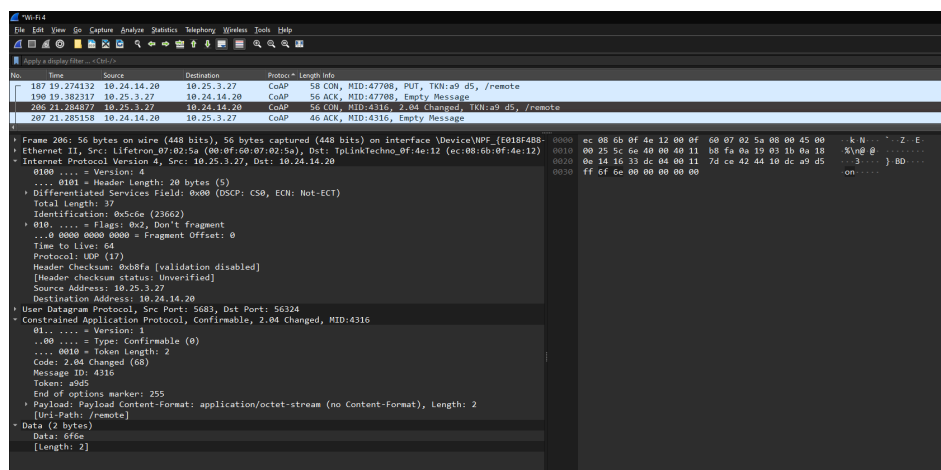 *Wi-Fi 4
File Edit View Go Capture Analyze Statistics Telephony Wireless Tools Help
Apply a display filter ... <Ctrl-/>
No. Time Source Destination Protoco Length Info
187 19.274132 10.24.14.20 10.25.3.27 CoAP 58 CON, MID:47708, PUT, TKN:a9 d5, /remote
190 19.382317 10.25.3.27 10.24.14.20 CoAP 56 ACK, MID:47708, Empty Message
206 21.284877 10.25.3.27 10.24.14.20 CoAP 56 CON, MID:4316, 2.04 Changed, TKN:a9 d5, /remote
207 21.285158 10.24.14.20 10.25.3.27 CoAP 46 ACK, MID:4316, Empty Message
Frame 206: 56 bytes on wire (448 bits), 56 bytes captured (448 bits) on interface \Device\NPF_{E018F488-
Ethernet II, Src: Lifetron_07:02:5a (00:0f:60:07:02:5a), Dst: TpLinkTechno_0f:4e:12 (ec:08:6b:0f:4e:12)
Internet Protocol Version 4, Src: 10.25.3.27, Dst: 10.24.14.20
0100 .... = Version: 4
.... 0101 = Header Length: 20 bytes (5)
Differentiated Services Field: 0x00 (DSCP: CS0, ECN: Not-ECT)
Total Length: 37
Identification: 0x5c6e (23662)
010. .... = Flags: 0x2, Don't fragment
...0 0000 0000 0000 = Fragment Offset: 0
Time to Live: 64
Protocol: UDP (17)
Header Checksum: 0xb8fa [validation disabled]
[Header checksum status: Unverified]
Source Address: 10.25.3.27
Destination Address: 10.24.14.20
User Datagram Protocol, Src Port: 5683, Dst Port: 56324
Constrained Application Protocol, Confirmable, 2.04 Changed, MID:4316
01.. .... = Version: 1
..00 .... = Type: Confirmable (0)
.... 0010 = Token Length: 2
Code: 2.04 Changed (68)
Message ID: 4316
Token: a9d5
End of options marker: 255
Payload: Payload Content-Format: application/octet-stream (no Content-Format), Length: 2
[Uri-Path: /remote]
Data (2 bytes)
Data: 6f6e
[Length: 2]
0000 ec 08 6b 0f 4e 12 00 0f 60 07 02 5a 08 00 45 00 ··k·N··· `··Z··E·
0010 00 25 5c 6e 40 00 40 11 b8 fa 0a 19 03 1b 0a 18 ·%\n@·@· ········
0020 0e 14 16 33 dc 04 00 11 7d ce 42 44 10 dc a9 d5 ···3···· }·BD····
0030 ff 6f 6e 00 00 00 00 00 ·on·····